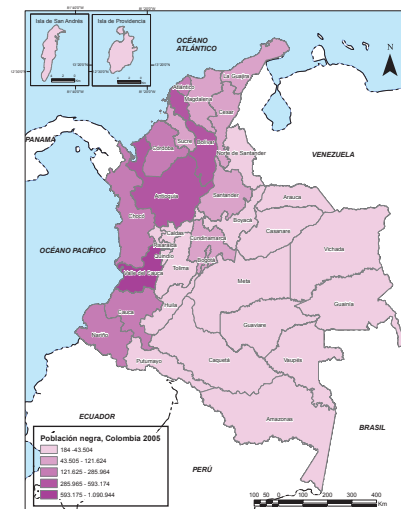 Isla de San Andrés
Isla de Providencia
OCÉANO
ATLÁNTICO
N
La Guajira
Atlántico
Magdalena
Cesar
PANAMÁ
Sucre
Bolívar
Córdoba
Norte de Santander
VENEZUELA
Antioquia
Santander
Arauca
Chocó
Boyacá
Casanare
Caldas
OCÉANO PACÍFICO
Risaralda
Cundinamarca
Vichada
Quindío
Bogotá
Valle del Cauca
Tolima
Meta
Guainía
Cauca
Huila
Guaviare
Nariño
Vaupés
Caquetá
Putumayo
Amazonas
ECUADOR
BRASIL
PERÚ
Población negra, Colombia 2005
184 -43.504
43.505 - 121.624
121.625 - 285.964
285.965 - 593.174
593.175 - 1.090.944
100 50 0 100 200 300 400
Km